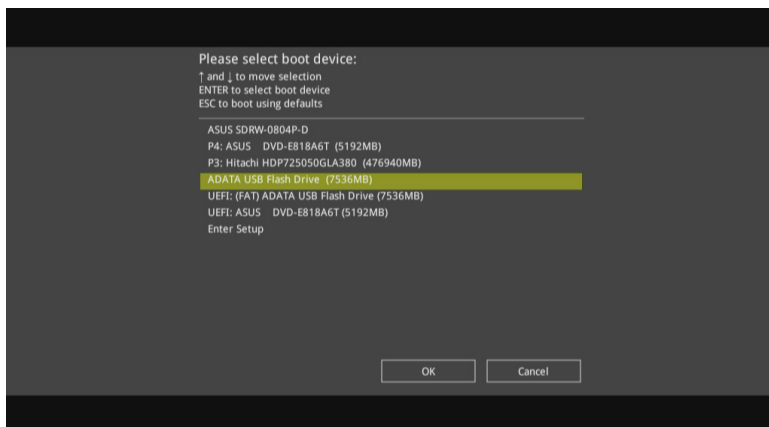 Please select boot device:
↑ and ↓ to move selection
ENTER to select boot device
ESC to boot using defaults
ASUS SDRW-0804P-D
P4: ASUS DVD-E818A6T (5192MB)
P3: Hitachi HDP725050GLA380 (476940MB)
ADATA USB Flash Drive (7536MB)
UEFI: (FAT) ADATA USB Flash Drive (7536MB)
UEFI: ASUS DVD-E818A6T (5192MB)
Enter Setup
OK Cancel